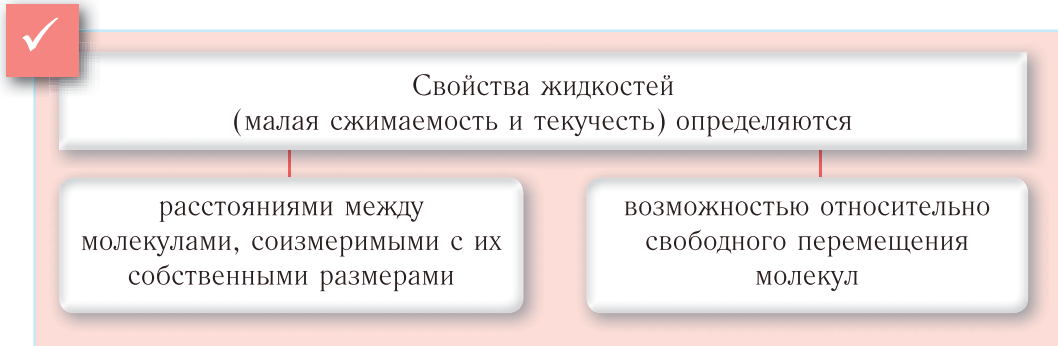 Свойства жидкостей
(малая сжимаемость и текучесть) определяются
расстояниями между
молекулами, соизмеримыми с их
собственными размерами
возможностью относительно
свободного перемещения
молекул